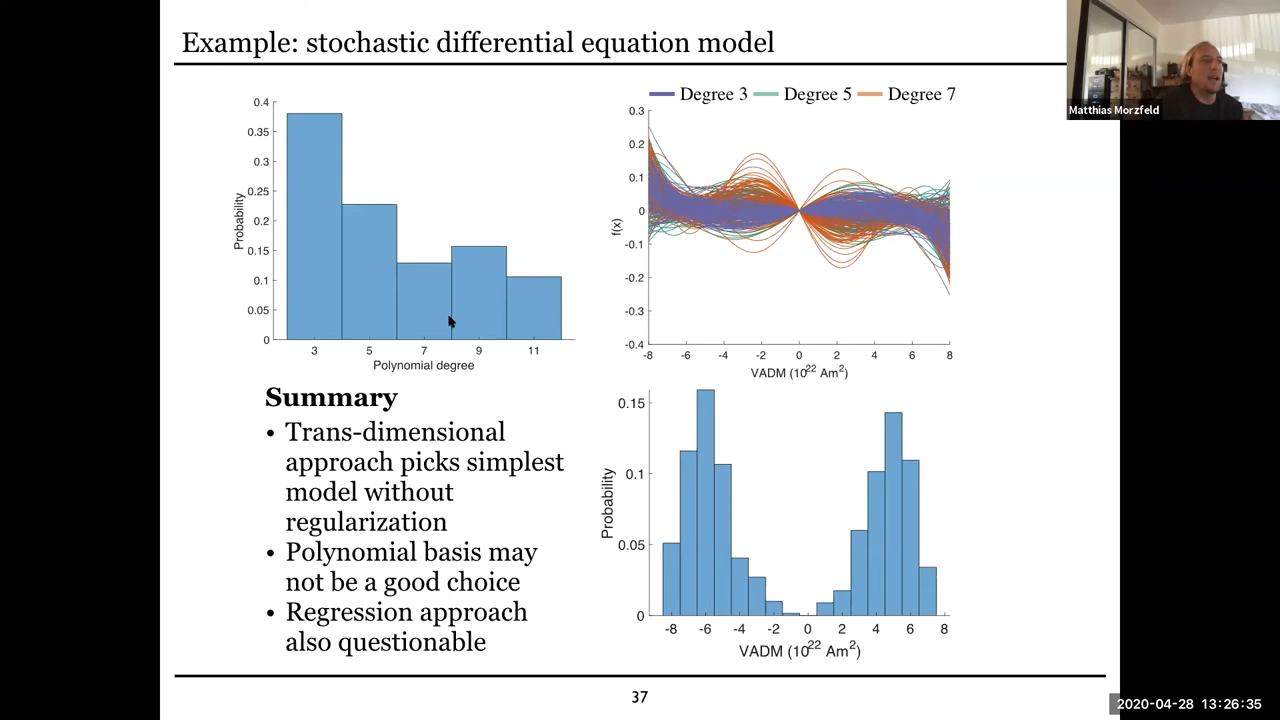 Example: stochastic differential equation model
Matthias Morzfeld
0.4
0.35
0.3
0.25
0.2
0.15
0.1
0.05
0
Probability
3 5 7 9 11
Polynomial degree
Degree 3 Degree 5 Degree 7
0.3
0.2
0.1
0
-0.1
-0.2
-0.3
-0.4
f(x)
-8 -6 -4 -2 0 2 4 6 8
VADM (10²² Am²)
Summary
• Trans-dimensional
approach picks simplest
model without
regularization
• Polynomial basis may
not be a good choice
• Regression approach
also questionable
0.15
0.1
0.05
0
Probability
-8 -6 -4 -2 0 2 4 6 8
VADM (10²² Am²)
37
2020-04-28 13:26:35